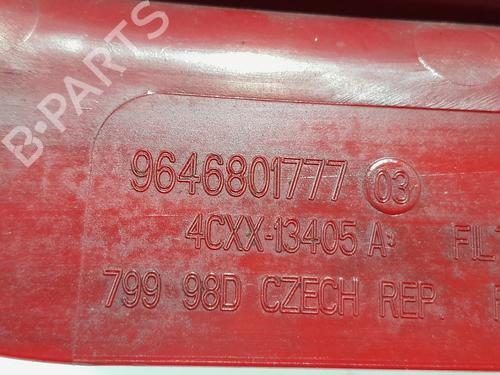 B-PARTS
9646801777 03
4CXX-13405 A
799 98D CZECH REP.